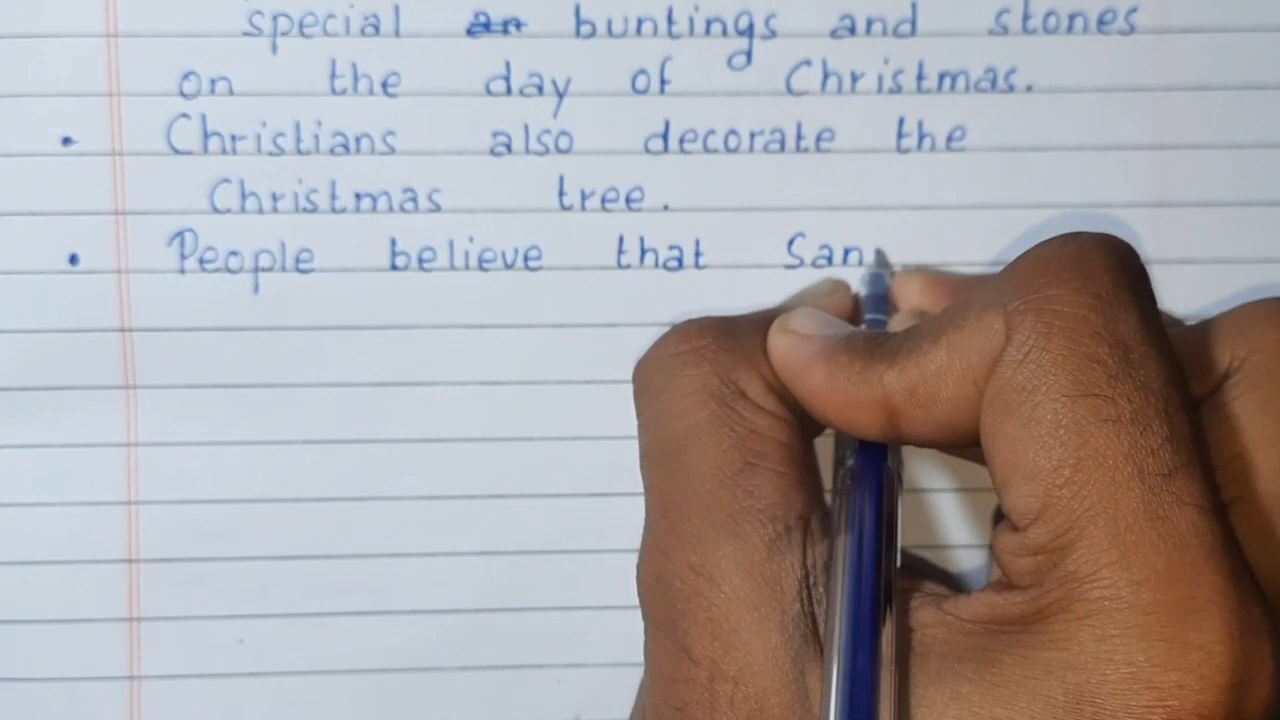 special buntings and stones
on the day of Christmas.
• Christians also decorate the
Christmas tree.
• People believe that San